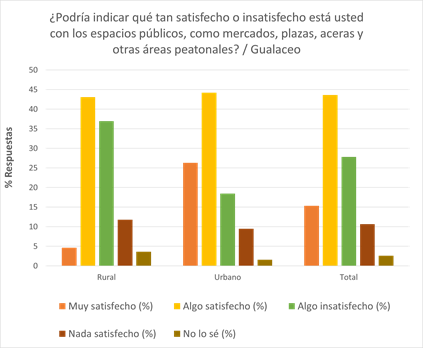 ¿Podría indicar qué tan satisfecho o insatisfecho está usted
con los espacios públicos, como mercados, plazas, aceras y
otras áreas peatonales? / Gualaceo
% Respuestas
50
45
40
35
30
25
20
15
10
5
0
Rural Urbano Total
Muy satisfecho (%) Algo satisfecho (%) Algo insatisfecho (%)
Nada satisfecho (%) No lo sé (%)